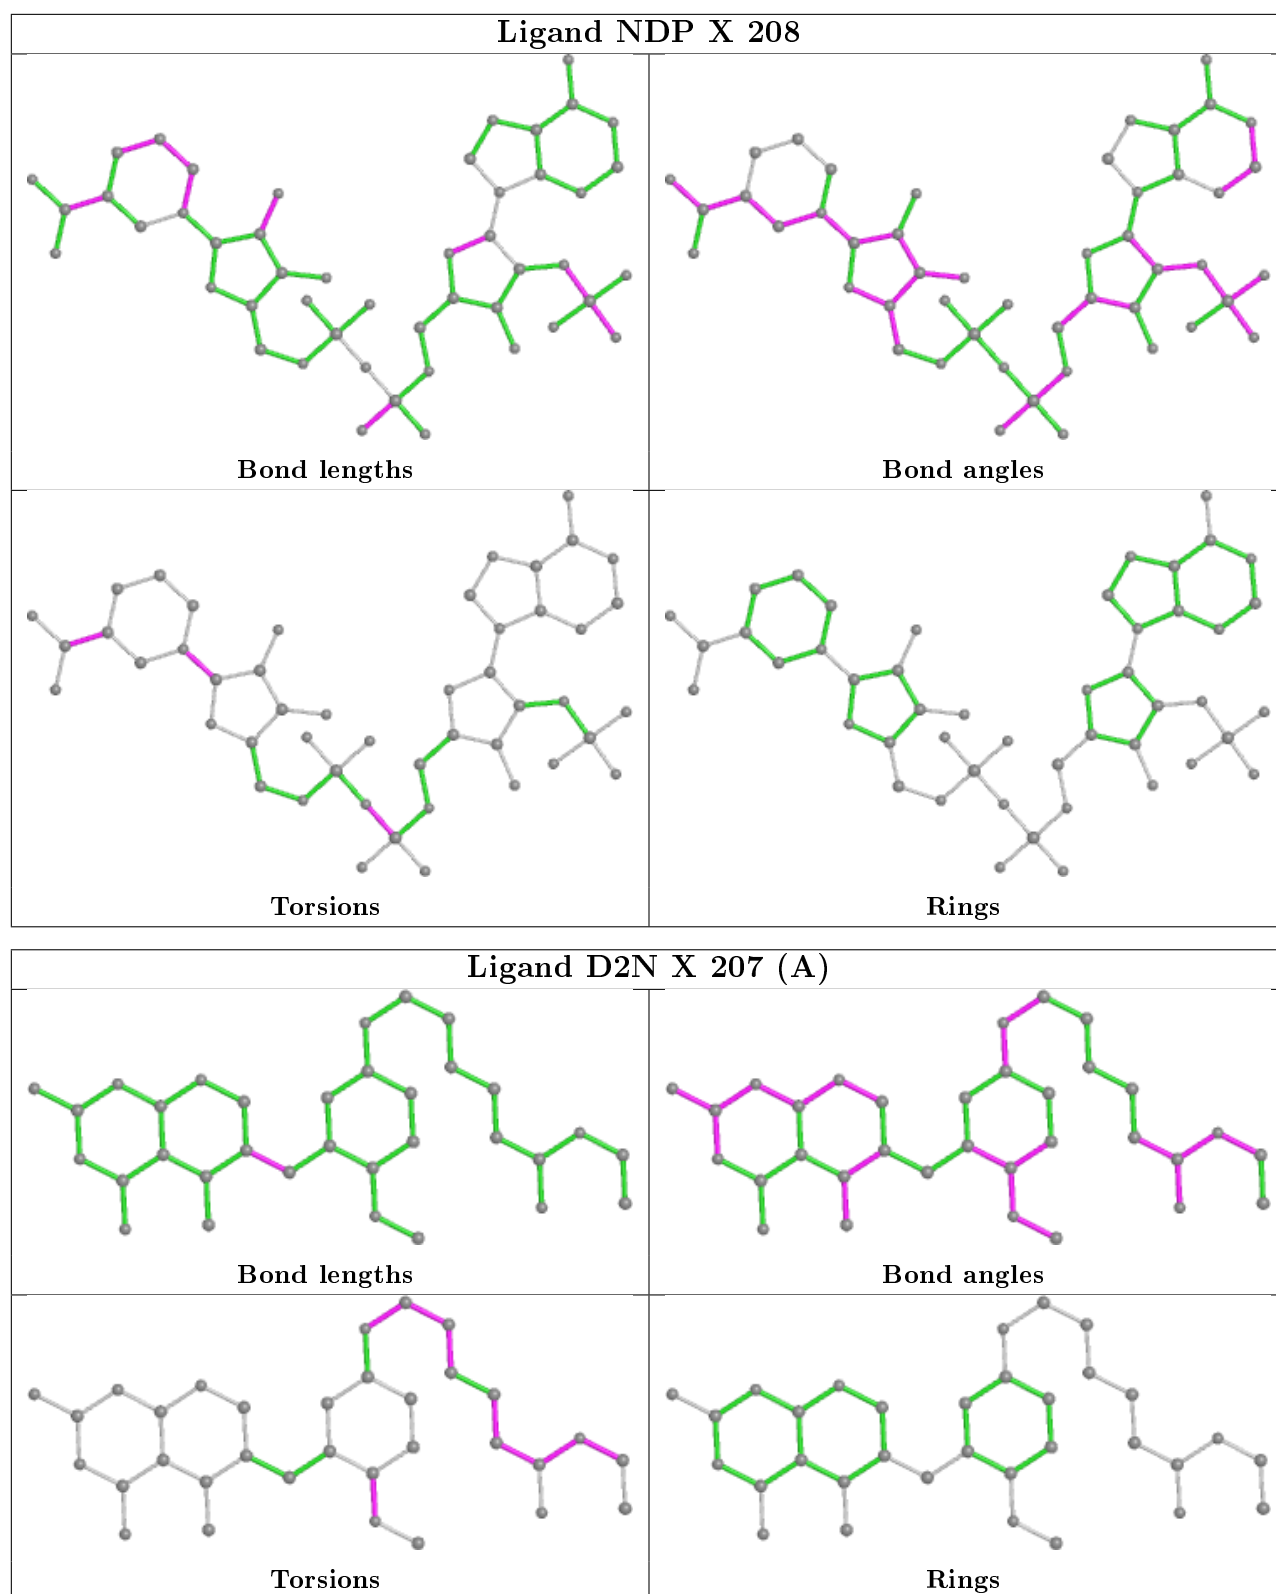 Ligand NDP X 208
Bond lengths
Bond angles
Torsions
Rings
Ligand D2N X 207 (A)
Bond lengths
Bond angles
Torsions
Rings